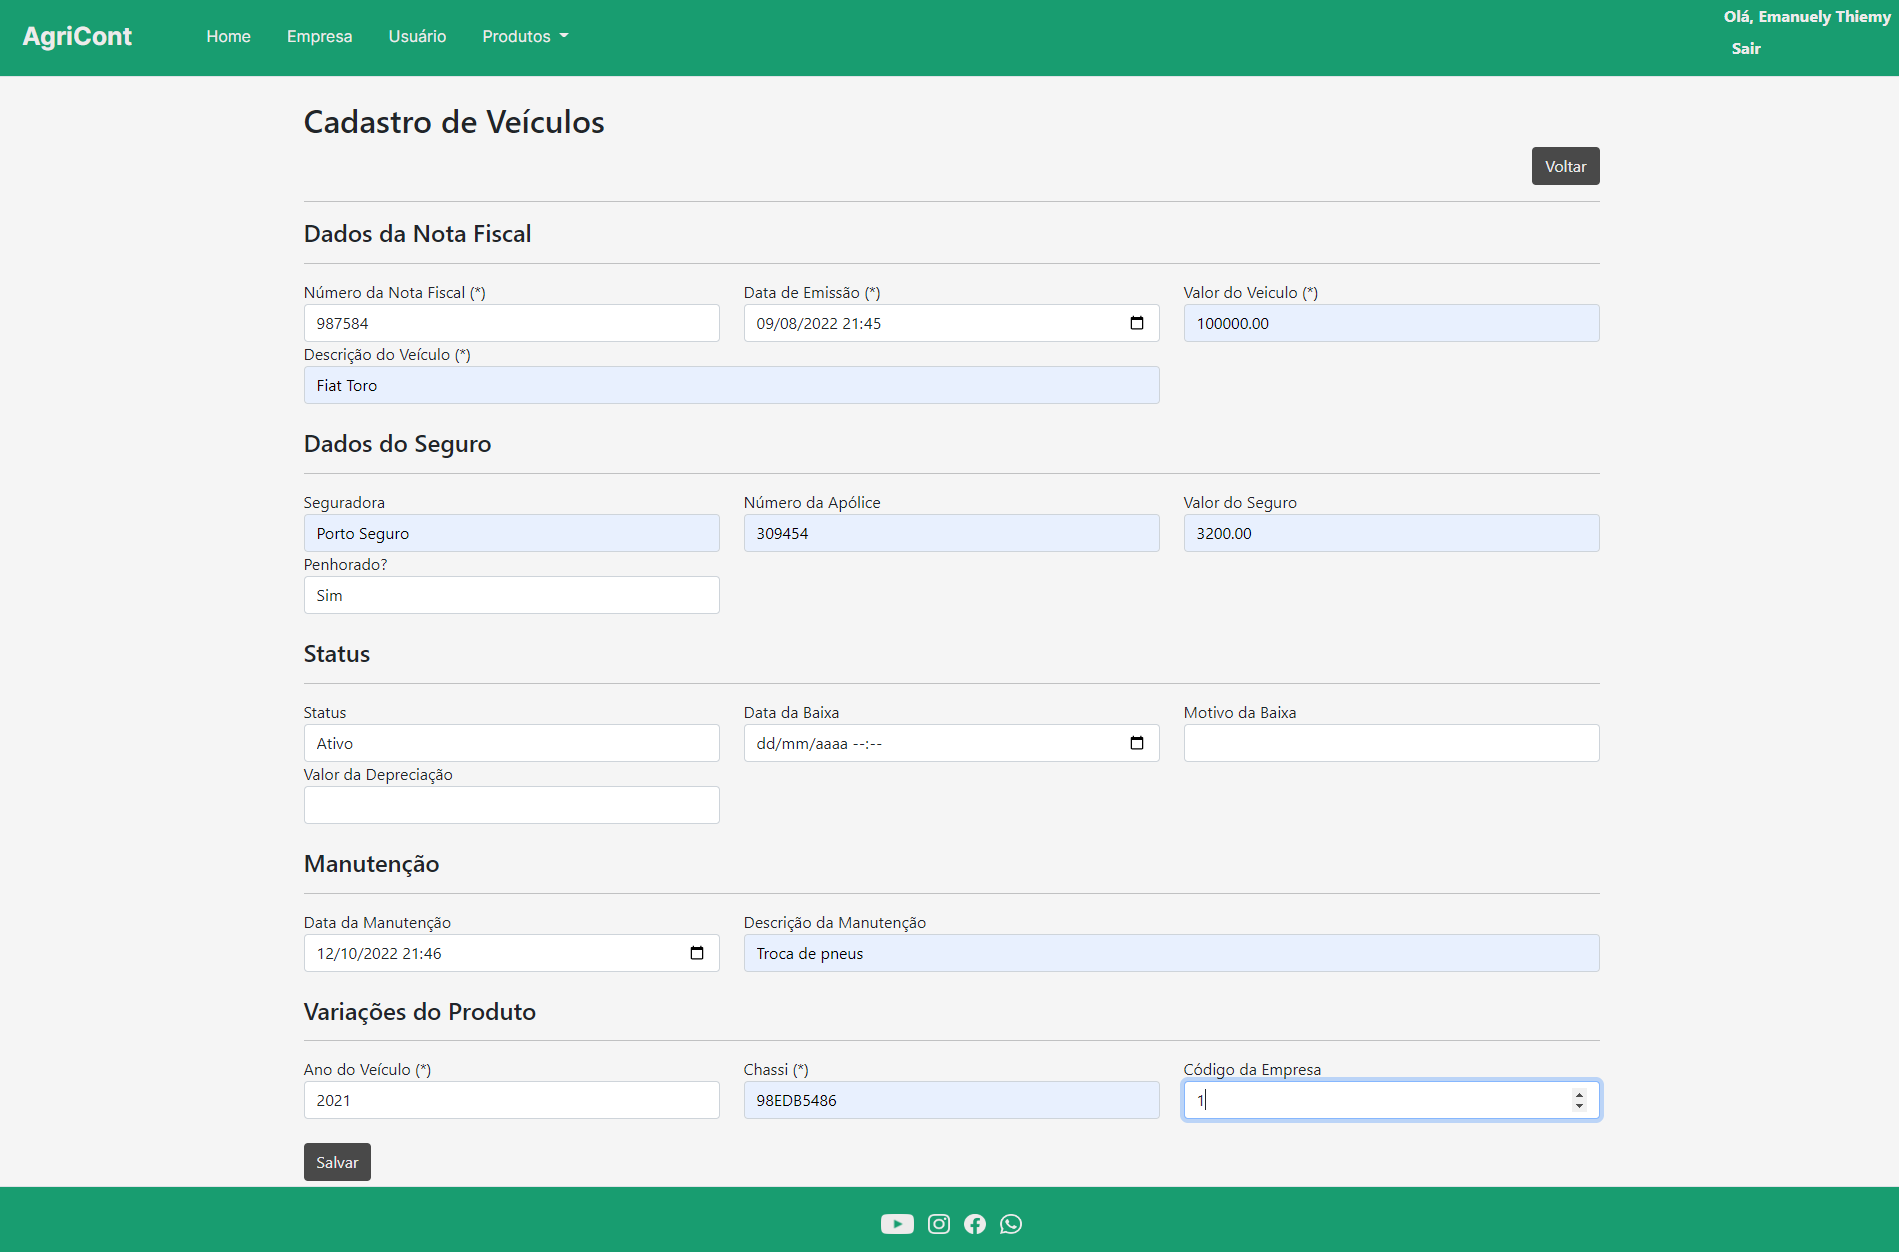 AgriCont Home Empresa Usuário Produtos Olá, Emanuely Thiemy
Sair
Cadastro de Veículos
Voltar
Dados da Nota Fiscal
Número da Nota Fiscal (*) Data de Emissão (*) Valor do Veiculo (*)
987584 09/08/2022 21:45 100000.00
Descrição do Veículo (*)
Fiat Toro
Dados do Seguro
Seguradora Número da Apólice Valor do Seguro
Porto Seguro 309454 3200.00
Penhorado?
Sim
Status
Status Data da Baixa Motivo da Baixa
Ativo dd/mm/aaaa --:--
Valor da Depreciação
Manutenção
Data da Manutenção Descrição da Manutenção
12/10/2022 21:46 Troca de pneus
Variações do Produto
Ano do Veículo (*) Chassi (*) Código da Empresa
2021 98EDB5486 1
Salvar